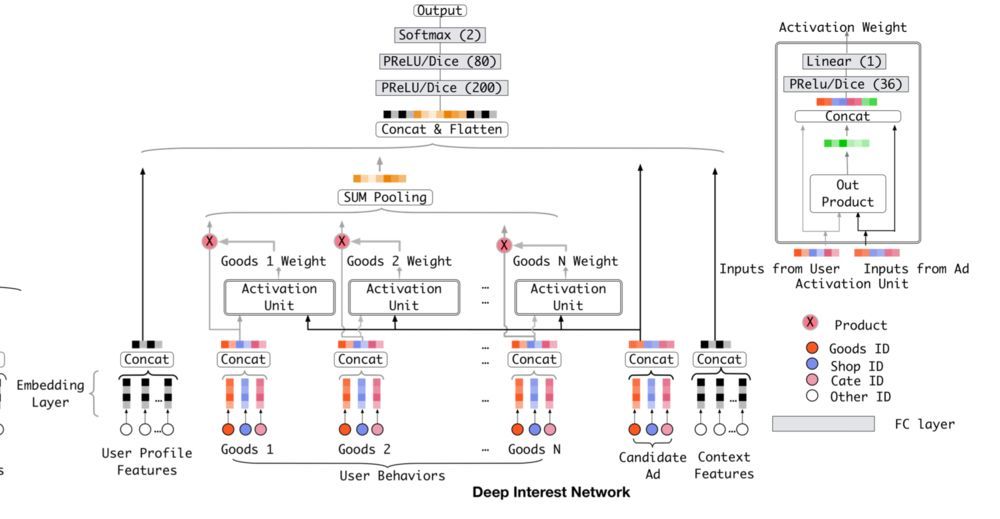 Output
Softmax (2)
PReLU/Dice (80)
PReLU/Dice (200)
Concat & Flatten
SUM Pooling
X
X
X
Goods 1 Weight
Goods 2 Weight
Goods N Weight
Activation
Unit
Activation
Unit
...
...
Activation
Unit
Concat
Concat
Concat
...
...
Concat
Concat
Concat
Embedding
Layer
...
...
...
...
...
User Profile
Features
Goods 1
Goods 2
...
Goods N
User Behaviors
Candidate
Ad
Context
Features
s
Deep Interest Network
Activation Weight
Linear (1)
PRelu/Dice (36)
Concat
Out
Product
Inputs from User
Inputs from Ad
Activation Unit
X
Product
Goods ID
Shop ID
Cate ID
Other ID
FC layer